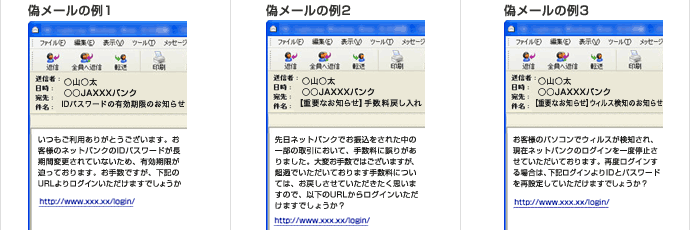 偽メールの例1
ファイル(F) 編集(E) 表示(V) ツール(T) メッセージ
返信 全員へ返信 転送 印刷
送信者： 〇山〇太
日時： 〇〇JAXXXバンク
宛先：
件名： IDパスワードの有効期限のお知らせ
いつもご利用ありがとうございます。お
客様のネットバンクのIDパスワードが長
期間変更されていないため、有効期限が
迫っております。お手数ですが、下記の
URLよりログインいただけますでしょうか
http://www.xxx.xx/login/
偽メールの例2
ファイル(F) 編集(E) 表示(V) ツール(T) メッセージ
返信 全員へ返信 転送 印刷
送信者： 〇山〇太
日時： 〇〇JAXXXバンク
宛先：
件名： 【重要なお知らせ】手数料戻し入れ
先日ネットバンクでお振込をされた中の
一部の取引において、手数料に誤りがあ
りました。大変お手数ではございますが、
超過でいただいております手数料につい
ては、お戻しさせていただきたく思いま
すので、以下のURLからログインいただ
けますでしょうか？
http://www.xxx.xx/login/
偽メールの例3
ファイル(F) 編集(E) 表示(V) ツール(T) メッセージ
返信 全員へ返信 転送 印刷
送信者： 〇山〇太
日時： 〇〇JAXXXバンク
宛先：
件名： 【重要なお知らせ】ウィルス検知のお知らせ
お客様のパソコンでウィルスが検知され、
現在ネットバンクのログインを一度停止さ
せていただいております。再度ログインす
る場合は、下記ログインよりIDとパスワード
を再設定していただけますでしょうか？
http://www.xxx.xx/login/